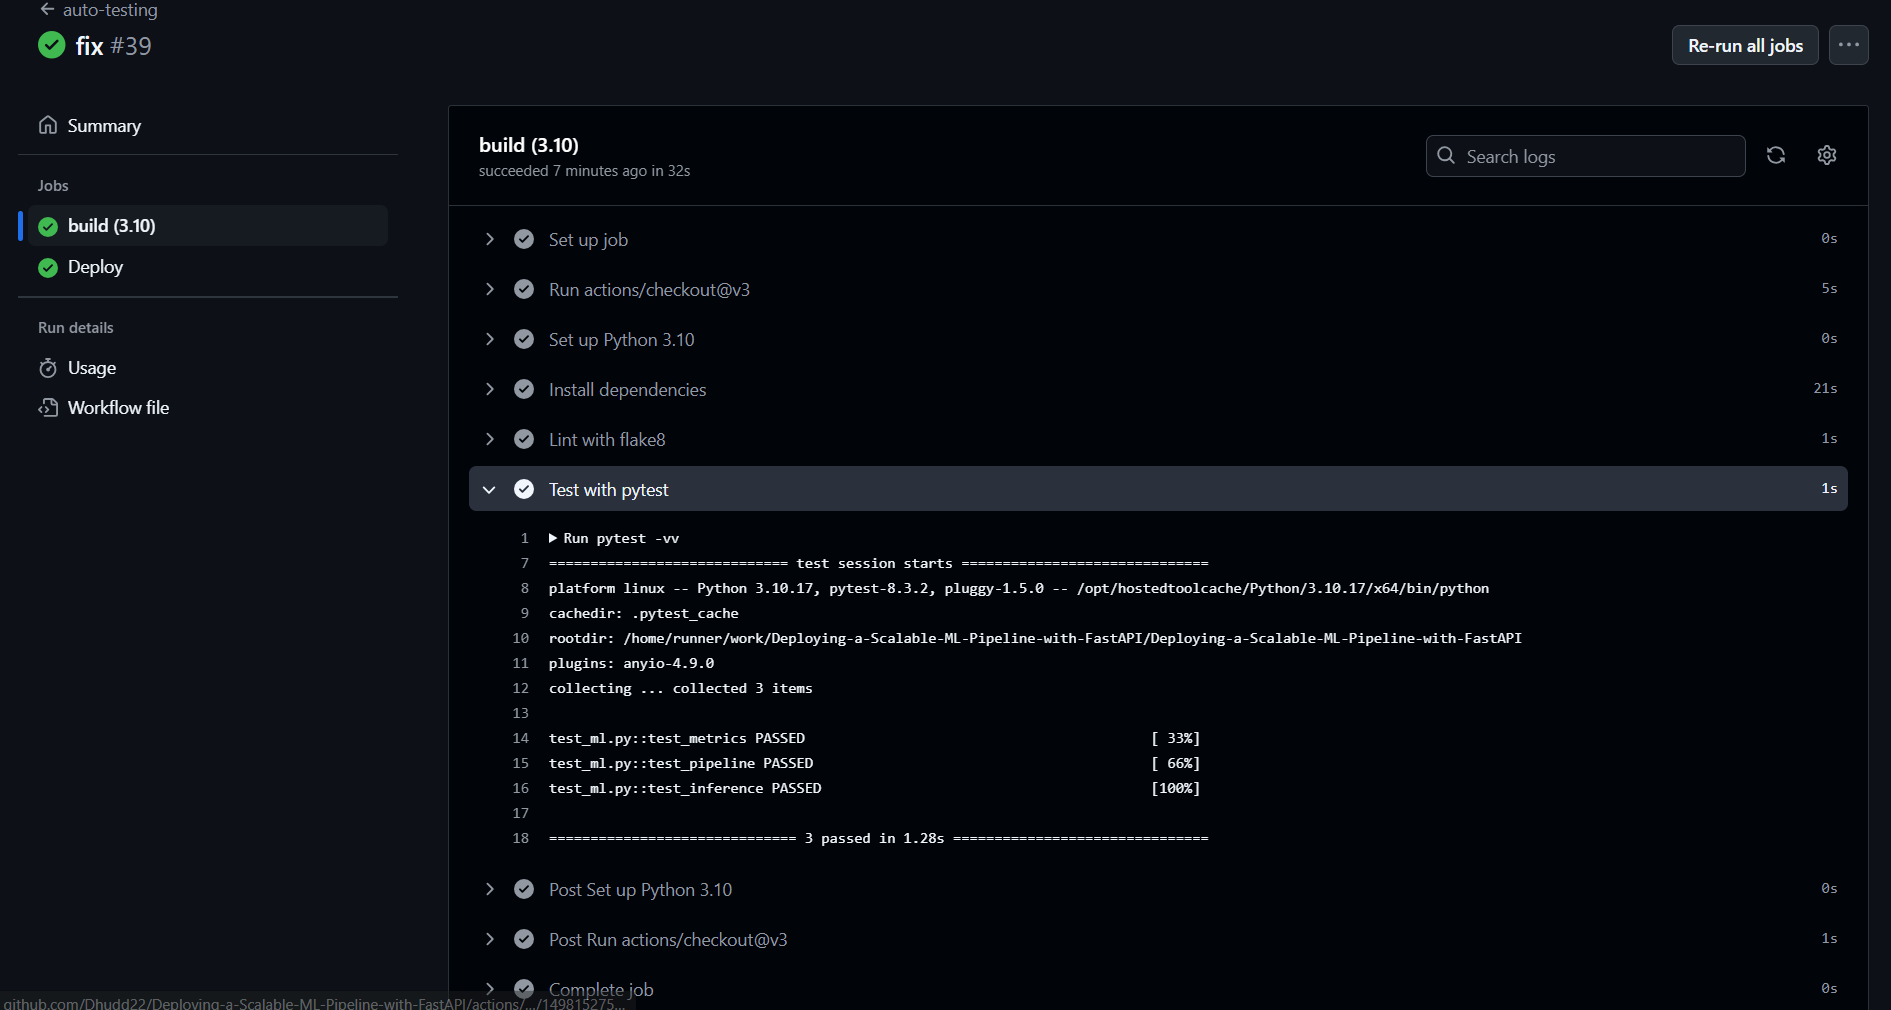 auto-testing
fix #39
Re-run all jobs
Summary
Jobs
build (3.10)
Deploy
Run details
Usage
Workflow file
build (3.10)
succeeded 7 minutes ago in 32s
Search logs
Set up job 0s
Run actions/checkout@v3 5s
Set up Python 3.10 0s
Install dependencies 21s
Lint with flake8 1s
Test with pytest 1s
1 Run pytest -vv
7 ============================= test session starts ==============================
8 platform linux -- Python 3.10.17, pytest-8.3.2, pluggy-1.5.0 -- /opt/hostedtoolcache/Python/3.10.17/x64/bin/python
9 cachedir: .pytest_cache
10 rootdir: /home/runner/work/Deploying-a-Scalable-ML-Pipeline-with-FastAPI/Deploying-a-Scalable-ML-Pipeline-with-FastAPI
11 plugins: anyio-4.9.0
12 collecting ... collected 3 items
13
14 test_ml.py::test_metrics PASSED [ 33%]
15 test_ml.py::test_pipeline PASSED [ 66%]
16 test_ml.py::test_inference PASSED [100%]
17
18 ============================== 3 passed in 1.28s ===============================
Post Set up Python 3.10 0s
Post Run actions/checkout@v3 1s
Complete job 0s
github.com/Dhudd22/Deploying-a-Scalable-ML-Pipeline-with-FastAPI/actions/.../149815275...